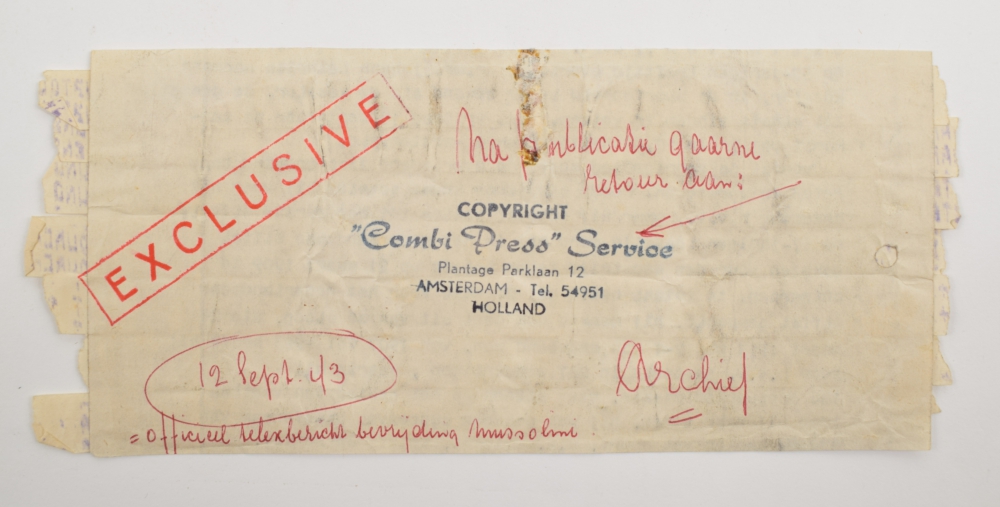 EXCLUSIVE
Na publicatie gaarne
retour aan:
COPYRIGHT
"Combi Press" Service
Plantage Parklaan 12
AMSTERDAM - Tel. 54951
HOLLAND
12 Sept. 43
Archief
= Officieel telexbericht bevrijding Mussolini.